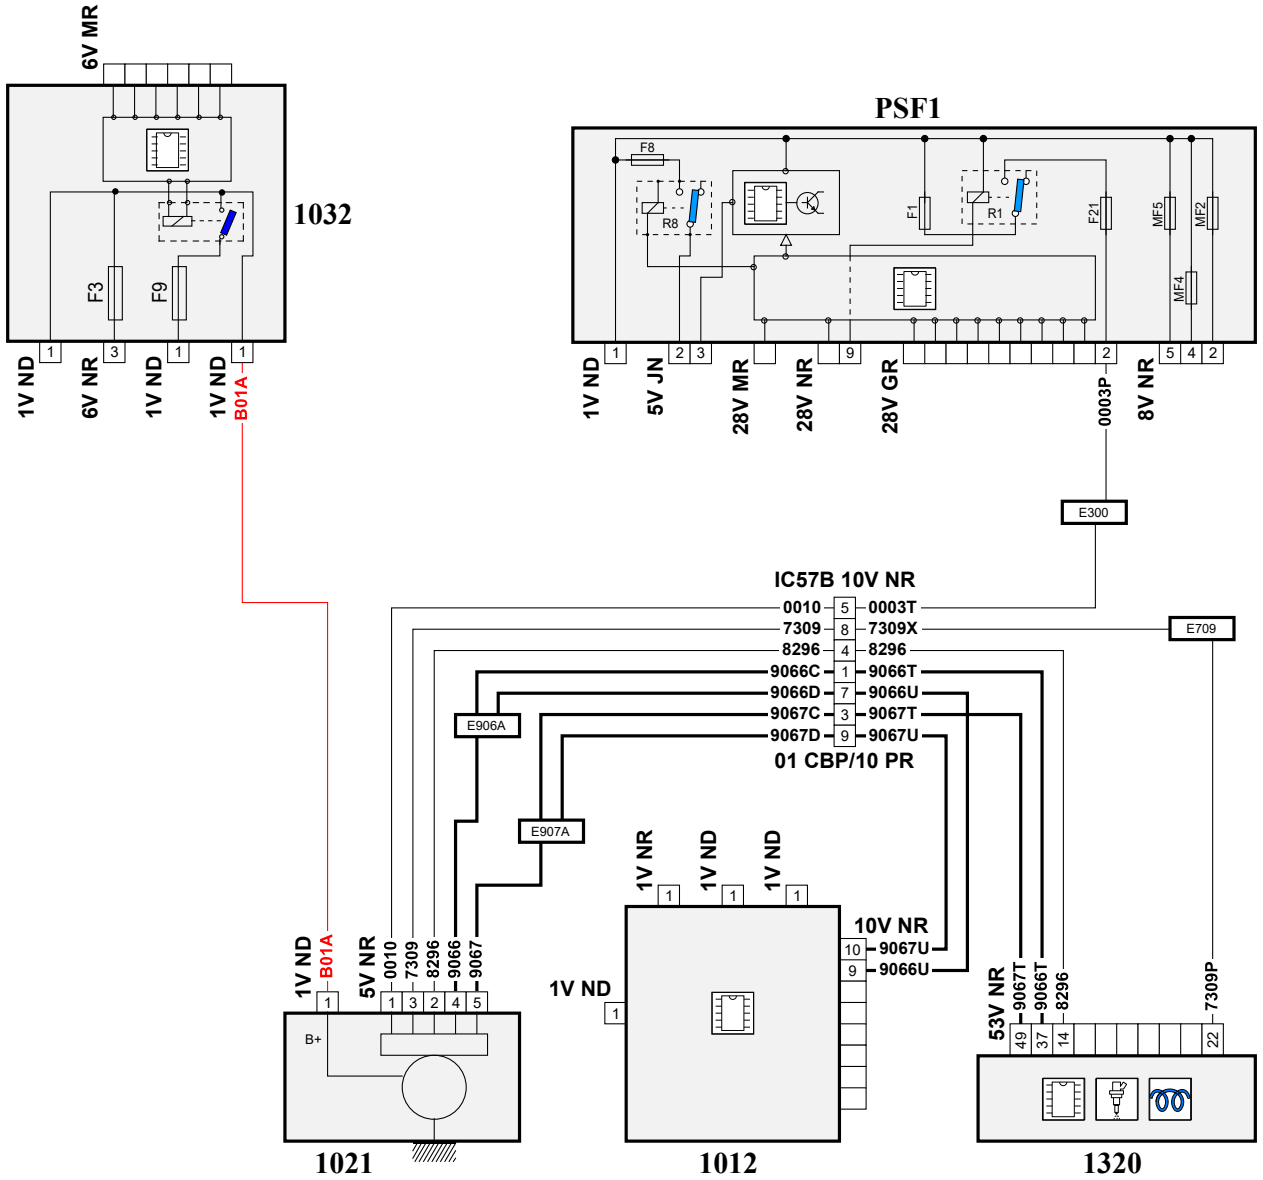 6V MR
1032
F3
F9
1
3
1
1
1V ND
6V NR
1V ND
1V ND
B01A
PSF1
F8
R8
F1
R1
F21
MF5
MF4
MF2
1
2
3
9
2
5
4
2
1V ND
5V JN
28V MR
28V NR
28V GR
0003P
8V NR
E300
IC57B 10V NR
0010 5 0003T
7309 8 7309X
8296 4 8296
9066C 1 9066T
9066D 7 9066U
9067C 3 9067T
9067D 9 9067U
01 CBP/10 PR
E709
E906A
E907A
1V NR
1V ND
1V ND
1
1
1
10V NR
10 9067U
9 9066U
1V ND
1
1012
1V ND
B01A
5V NR
0010
7309
8296
9066
9067
1
1
3
2
4
5
B+
1021
53V NR
9067T
9066T
8296
7309P
49
37
14
22
1320